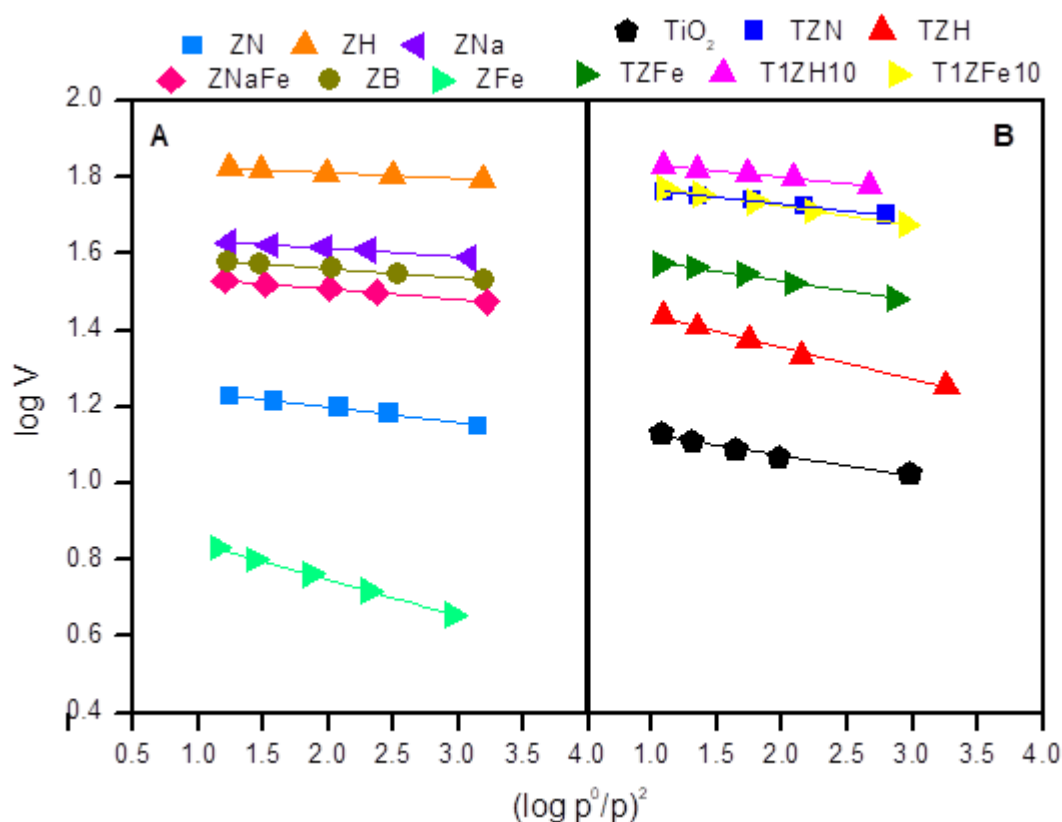 ZN ZH ZNa TiO₂ TZN TZH
ZNaFe ZB ZFe TZFe T1ZH10 T1ZFe10
A B
2.0
1.8
1.6
1.4
1.2
1.0
0.8
0.6
0.4
log V
0.5 1.0 1.5 2.0 2.5 3.0 3.5 4.0 1.0 1.5 2.0 2.5 3.0 3.5 4.0
(log p⁰/p)²